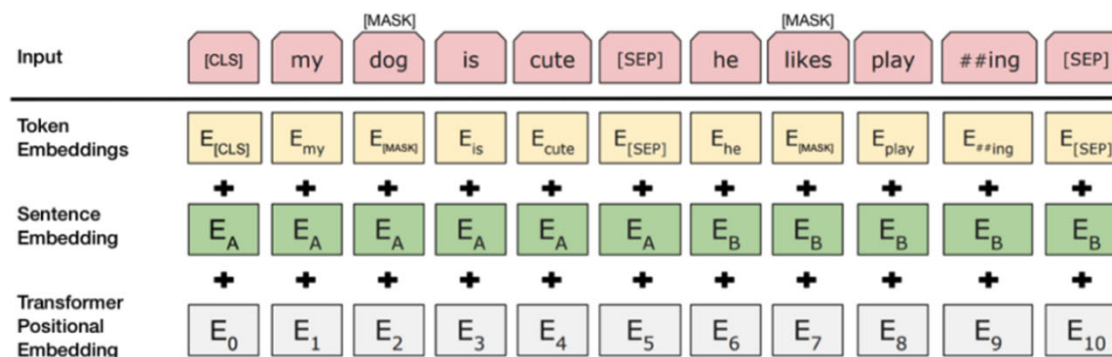 [MASK] [MASK]
Input [CLS] my dog is cute [SEP] he likes play ##ing [SEP]
Token
Embeddings E[CLS] Emy E[MASK] Eis Ecute E[SEP] Ehe E[MASK] Eplay E##ing E[SEP]
+ + + + + + + + + + +
Sentence
Embedding EA EA EA EA EA EA EB EB EB EB EB
+ + + + + + + + + + +
Transformer
Positional
Embedding E0 E1 E2 E3 E4 E5 E6 E7 E8 E9 E10